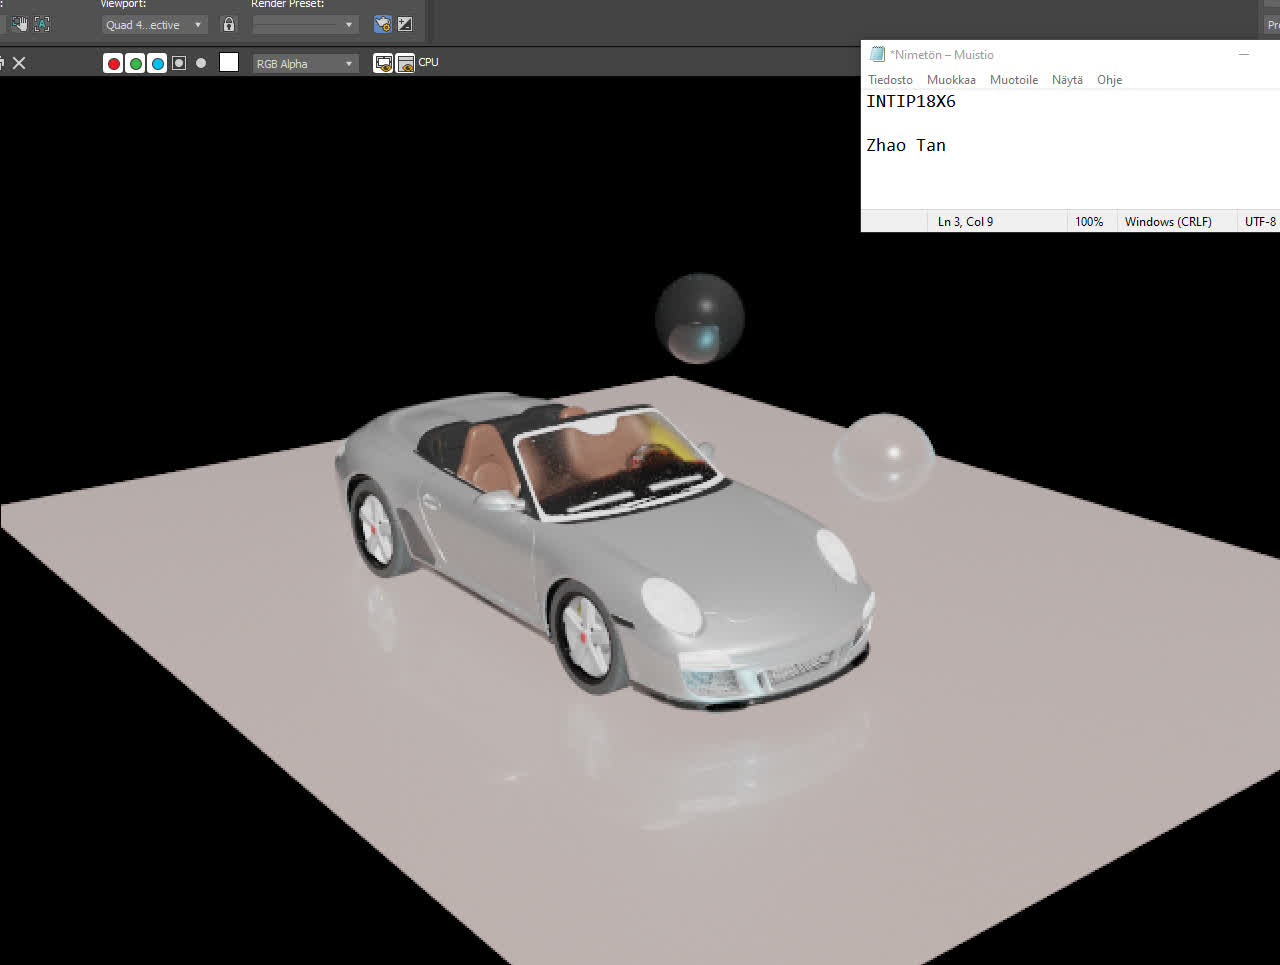 Viewport:
Render Preset:
Quad 4...ective
RGB Alpha
CPU
Pr
*Nimetön – Muistio
Tiedosto Muokkaa Muotoile Näytä Ohje
INTIP18X6
Zhao Tan
Ln 3, Col 9 100% Windows (CRLF) UTF-8